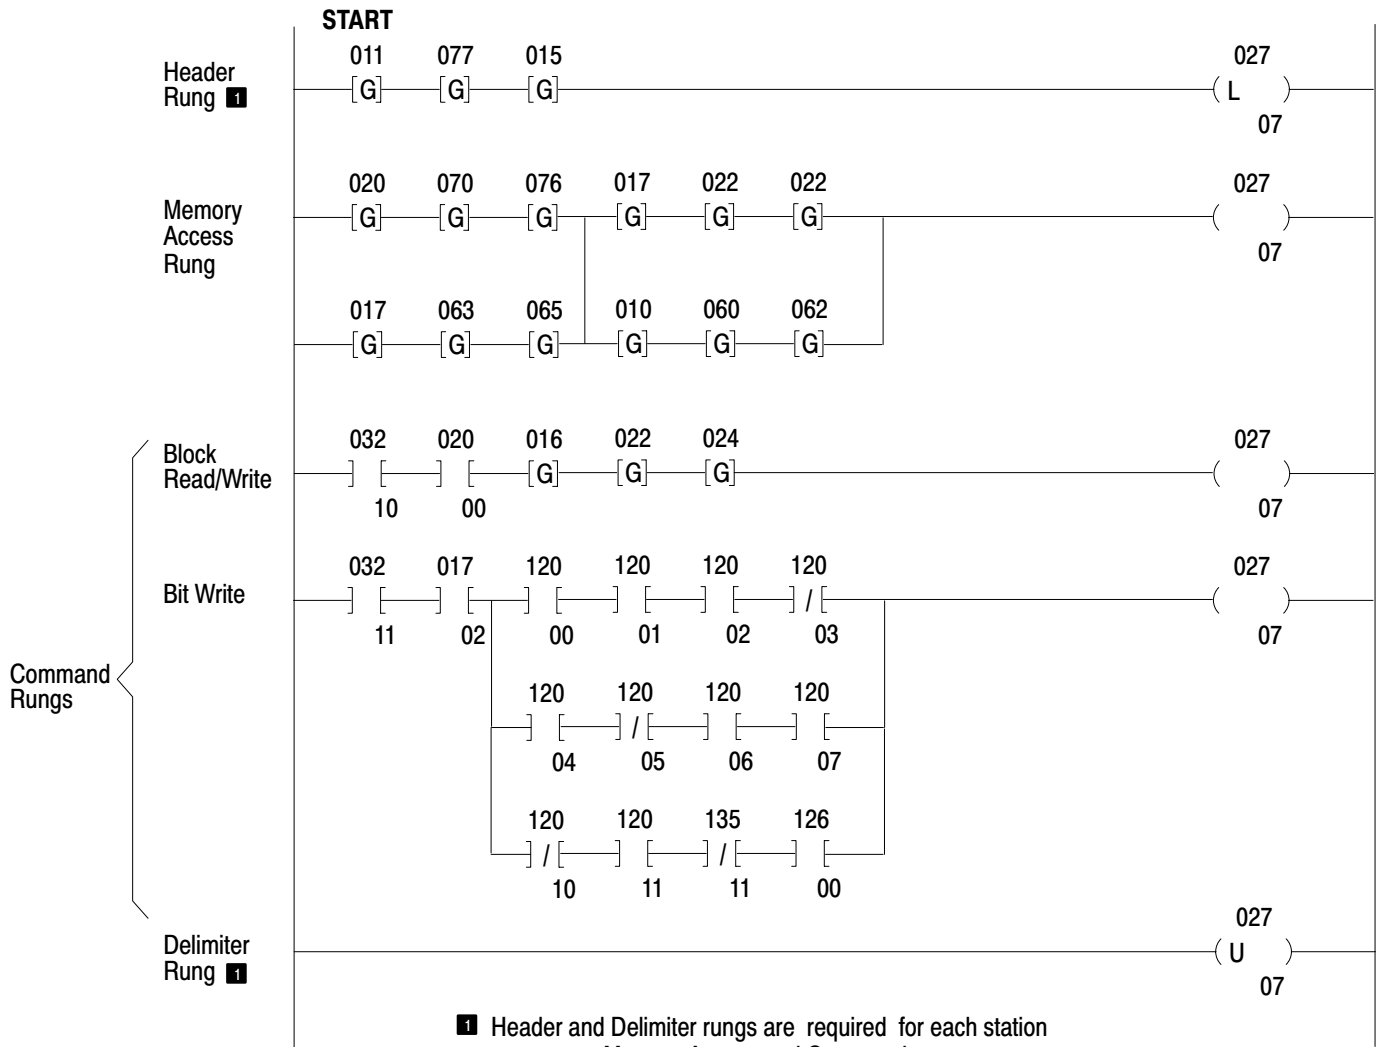 START
011 077 015 027
Header
Rung 1
[G] [G] [G] ( L )
07
020 070 076 017 022 022 027
Memory
Access
Rung
[G] [G] [G] [G] [G] [G] ( )
07
017 063 065 010 060 062
[G] [G] [G] [G] [G] [G]
032 020 016 022 024 027
Block
Read/Write
] [ ] [ [G] [G] [G] ( )
10 00 07
032 017 120 120 120 120 027
Bit Write
] [ ] [ ] [ ] [ ] [ ] / [ ( )
11 02 00 01 02 03 07
Command
Rungs
120 120 120 120
] [ ] / [ ] [ ] [
04 05 06 07
120 120 135 126
] / [ ] [ ] / [ ] [
10 11 11 00
027
Delimiter
Rung 1
( U )
07
1 Header and Delimiter rungs are required for each station